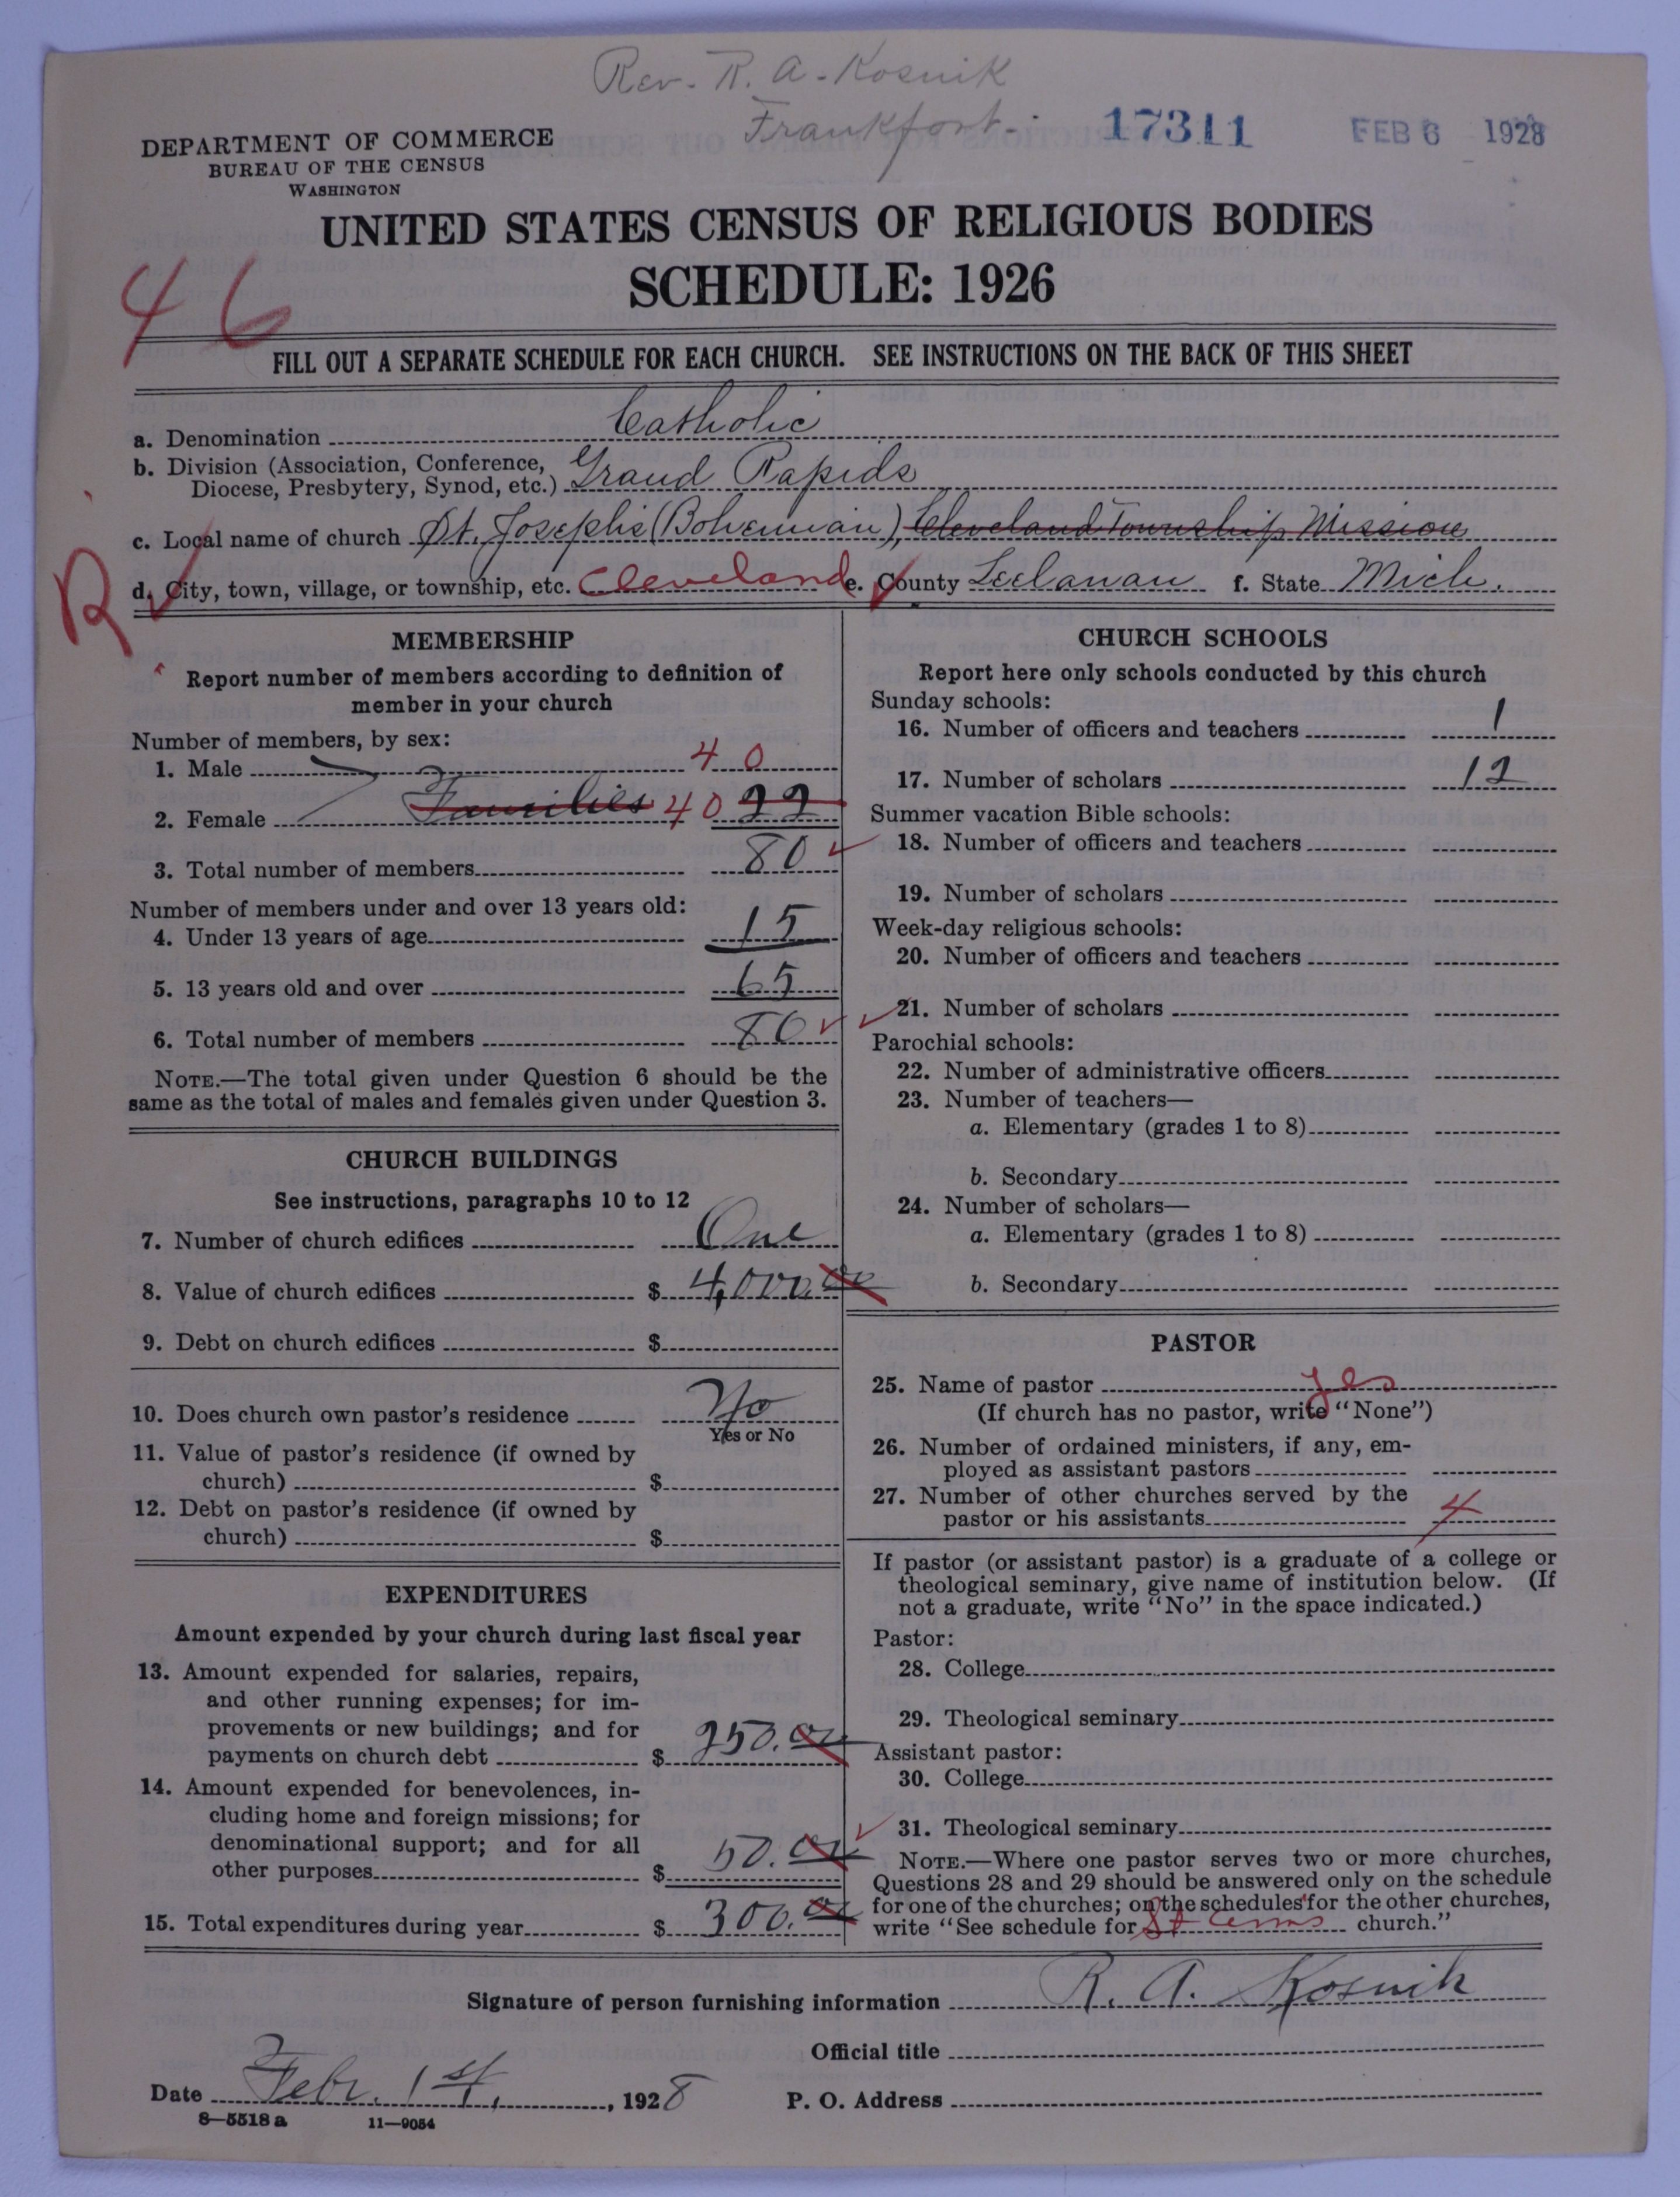 Rev. R. A. Kosnik
Frankfort.
17311 FEB 6 1928
DEPARTMENT OF COMMERCE
BUREAU OF THE CENSUS
WASHINGTON
UNITED STATES CENSUS OF RELIGIOUS BODIES
SCHEDULE: 1926
46
FILL OUT A SEPARATE SCHEDULE FOR EACH CHURCH. SEE INSTRUCTIONS ON THE BACK OF THIS SHEET
a. Denomination Catholic
b. Division (Association, Conference,
Diocese, Presbytery, Synod, etc.) Grand Rapids
c. Local name of church St. Joseph's (Bohemian), Cleveland Township Mission
R
d. City, town, village, or township, etc. Cleveland e. County Leelanau f. State Mich.
MEMBERSHIP
Report number of members according to definition of
member in your church
Number of members, by sex:
1. Male 40
2. Female Families 40 22
3. Total number of members 80
Number of members under and over 13 years old:
4. Under 13 years of age 15
5. 13 years old and over 65
6. Total number of members 80
NOTE.—The total given under Question 6 should be the
same as the total of males and females given under Question 3.
CHURCH BUILDINGS
See instructions, paragraphs 10 to 12
7. Number of church edifices One
8. Value of church edifices $ 4,000.00
9. Debt on church edifices $
10. Does church own pastor's residence No
Yes or No
11. Value of pastor's residence (if owned by
church) $
12. Debt on pastor's residence (if owned by
church) $
EXPENDITURES
Amount expended by your church during last fiscal year
13. Amount expended for salaries, repairs,
and other running expenses; for im-
provements or new buildings; and for
payments on church debt $ 250.00
14. Amount expended for benevolences, in-
cluding home and foreign missions; for
denominational support; and for all
other purposes $ 50.00
15. Total expenditures during year $ 300.00
CHURCH SCHOOLS
Report here only schools conducted by this church
Sunday schools:
16. Number of officers and teachers 1
17. Number of scholars 12
Summer vacation Bible schools:
18. Number of officers and teachers
19. Number of scholars
Week-day religious schools:
20. Number of officers and teachers
21. Number of scholars
Parochial schools:
22. Number of administrative officers
23. Number of teachers—
a. Elementary (grades 1 to 8)
b. Secondary
24. Number of scholars—
a. Elementary (grades 1 to 8)
b. Secondary
PASTOR
25. Name of pastor yes
(If church has no pastor, write "None")
26. Number of ordained ministers, if any, em-
ployed as assistant pastors
27. Number of other churches served by the
pastor or his assistants 4
If pastor (or assistant pastor) is a graduate of a college or
theological seminary, give name of institution below. (If
not a graduate, write "No" in the space indicated.)
Pastor:
28. College
29. Theological seminary
Assistant pastor:
30. College
31. Theological seminary
NOTE.—Where one pastor serves two or more churches,
Questions 28 and 29 should be answered only on the schedule
for one of the churches; on the schedules for the other churches,
write "See schedule for St church."
Signature of person furnishing information R. A. Kosnik
Official title
Date Febr. 1st, 1928 P. O. Address
8—5518a 11—9054